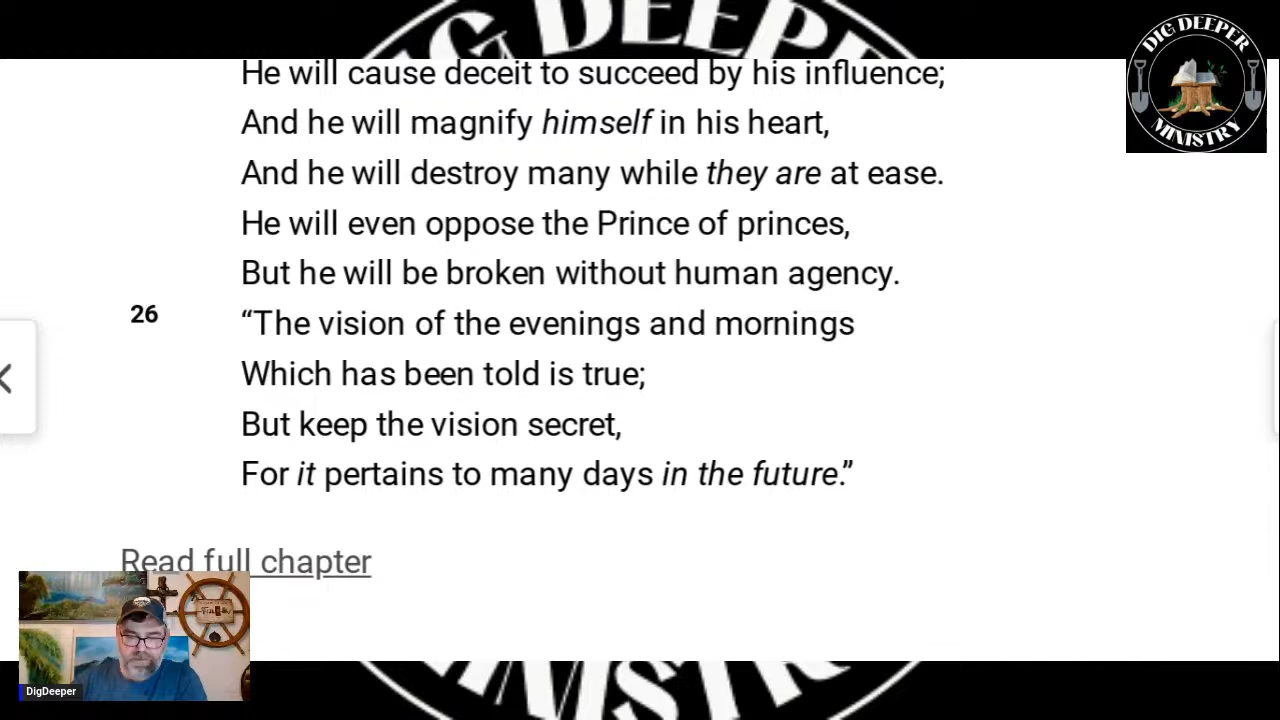 DIG DEEPER
He will cause deceit to succeed by his influence;
And he will magnify himself in his heart,
And he will destroy many while they are at ease.
He will even oppose the Prince of princes,
But he will be broken without human agency.
26 “The vision of the evenings and mornings
Which has been told is true;
But keep the vision secret,
For it pertains to many days in the future.”
Read full chapter
DigDeeper
DIG DEEPER
MINISTRY
MINISTRY